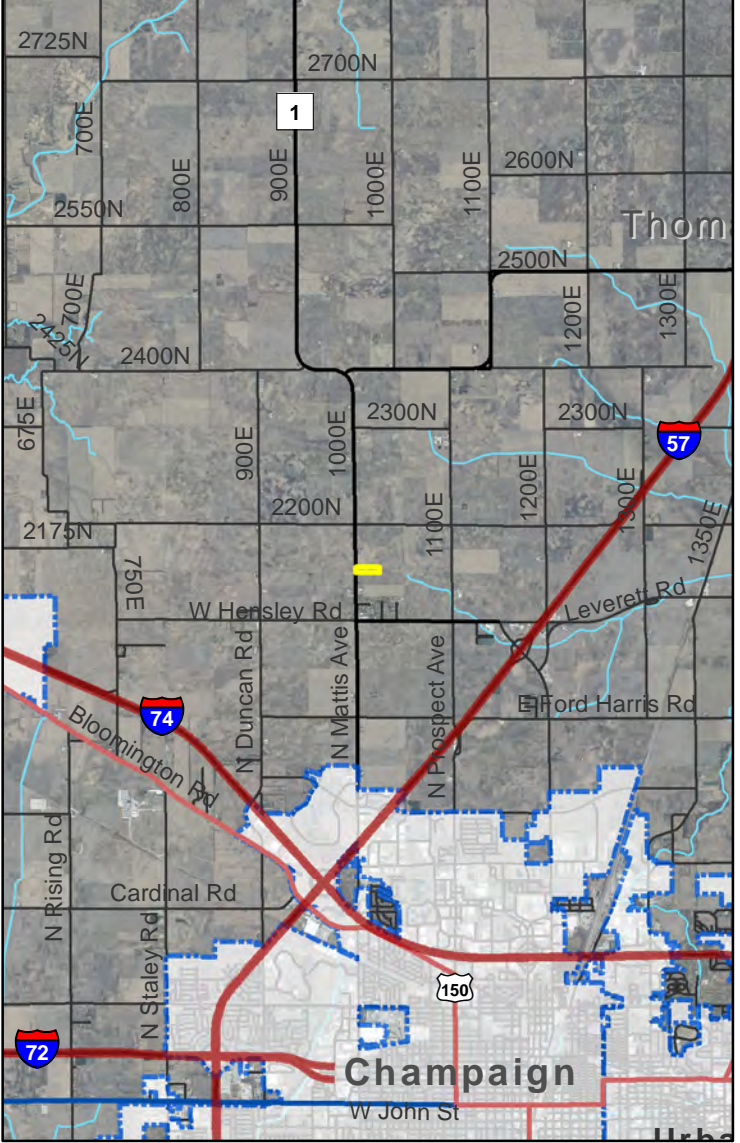 2725N
2700N
1
700E
800E
900E
1000E
1100E
2600N
2550N
Thom
2500N
700E
2425N
2400N
1200E
1300E
675E
900E
1000E
2300N
2300N
57
1200E
1300E
2200N
1100E
1350E
2175N
750E
W Hensley Rd
Leverett Rd
N Duncan Rd
N Mattis Ave
N Prospect Ave
E Ford Harris Rd
74
Bloomington Rd
N Rising Rd
Cardinal Rd
N Staley Rd
150
72
Champaign
W John St
Urba